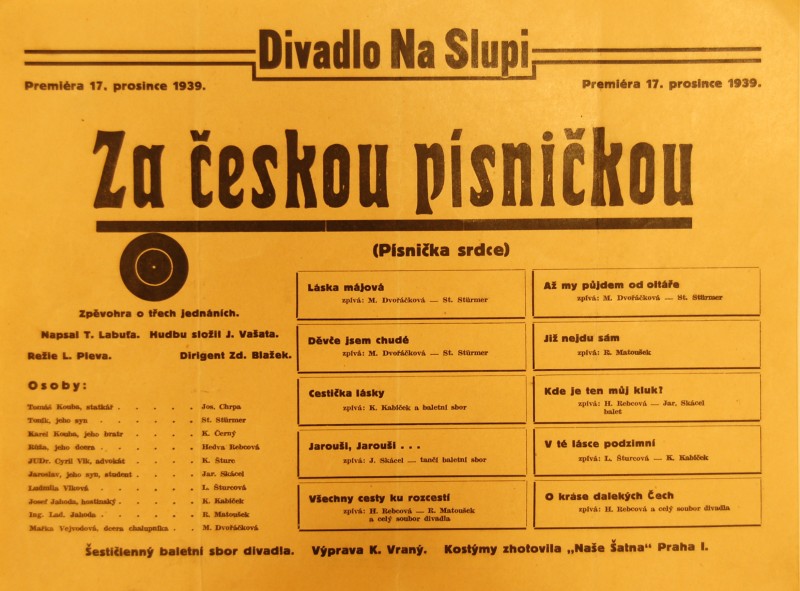 Divadlo Na Slupi
Premiéra 17. prosince 1939.
Premiéra 17. prosince 1939.
Za českou písničkou
(Písnička srdce)
Zpěvohra o třech jednáních.
Napsal T. Labuťa. Hudbu složil J. Vašata.
Režie L. Pleva. Dirigent Zd. Blažek.
Osoby:
Tomáš Kouba, statkář . . . . . Jos. Chrpa
Toník, jeho syn . . . . . . St. Stürmer
Karel Kouba, jeho bratr . . . . K. Černý
Růža, jeho dcera . . . . . . Hedva Rebcová
JUDr. Cyril Vlk, advokát . . . . K. Šturc
Jaroslav, jeho syn, student . . . . Jar. Skácel
Ludmila Vlková . . . . . . L. Šturcová
Josef Jahoda, hostinský . . . . . K. Kabíček
Ing. Lad. Jahoda . . . . . . R. Matoušek
Mařka Vejvodová, dcera chalupníka . . M. Dvořáčková
Láska májová
zpívá: M. Dvořáčková — St. Stürmer
Děvče jsem chudé
zpívá: M. Dvořáčková — St. Stürmer
Cestička lásky
zpívá: K. Kabíček a baletní sbor
Jarouši, Jarouši . . .
zpívá: J. Skácel — tančí baletní sbor
Všechny cesty ku rozcestí
zpívá: H. Rebcová — R. Matoušek
a celý soubor divadla
Až my půjdem od oltáře
zpívá: M. Dvořáčková — St. Stürmer
Již nejdu sám
zpívá: R. Matoušek
Kde je ten můj kluk?
zpívá: H. Rebcová — Jar. Skácel
balet
V té lásce podzimní
zpívá: L. Šturcová — K. Kabíček
O kráse dalekých Čech
zpívá: H. Rebcová a celý soubor divadla
Šestičlenný baletní sbor divadla. Výprava K. Vraný. Kostýmy zhotovila „Naše Šatna" Praha I.